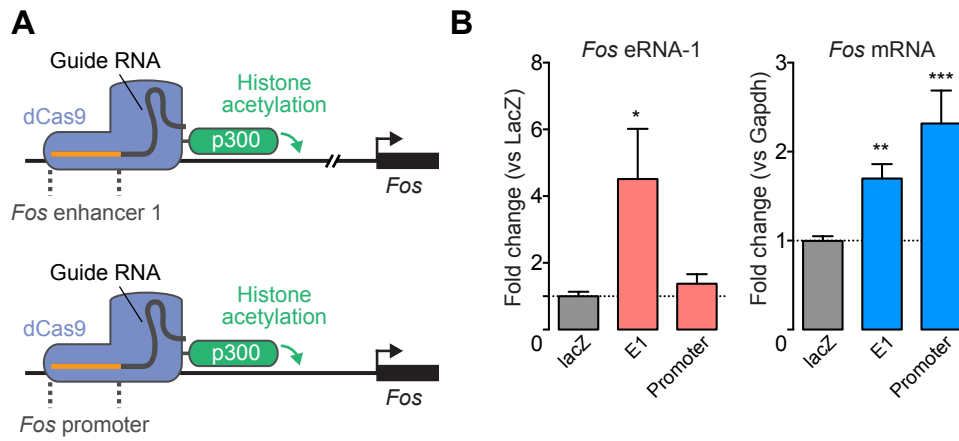 A
Guide RNA
dCas9
Histone
acetylation
p300
Fos
Fos enhancer 1
Guide RNA
dCas9
Histone
acetylation
p300
Fos
Fos promoter
B
Fos eRNA-1
Fold change (vs LacZ)
8
6
4
2
1
0
lacZ
E1
Promoter
*
Fos mRNA
Fold change (vs Gapdh)
3
2
1
0
lacZ
E1
Promoter
**
***